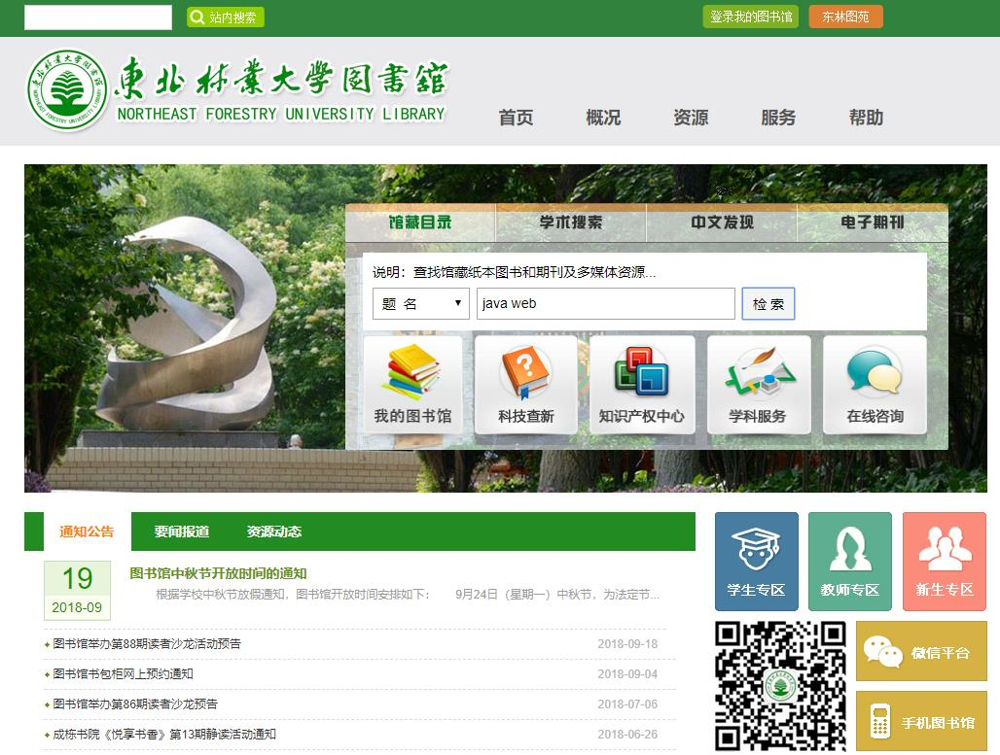 站内搜索
登录我的图书馆
东林图苑
東北林業大學图書舘
NORTHEAST FORESTRY UNIVERSITY LIBRARY
首页 概况 资源 服务 帮助
馆藏目录 学术搜索 中文发现 电子期刊
说明：查找馆藏纸本图书和期刊及多媒体资源...
题 名 java web 检 索
我的图书馆 科技查新 知识产权中心 学科服务 在线咨询
通知公告 要闻报道 资源动态
19
2018-09
图书馆中秋节开放时间的通知
根据学校中秋节放假通知，图书馆开放时间安排如下： 9月24日（星期一）中秋节，为法定节...
图书馆举办第88期读者沙龙活动预告 2018-09-18
图书馆书包柜网上预约通知 2018-09-04
图书馆举办第86期读者沙龙预告 2018-07-06
成栋书院《悦享书香》第13期静读活动通知 2018-06-26
学生专区 教师专区 新生专区
微信平台
手机图书馆